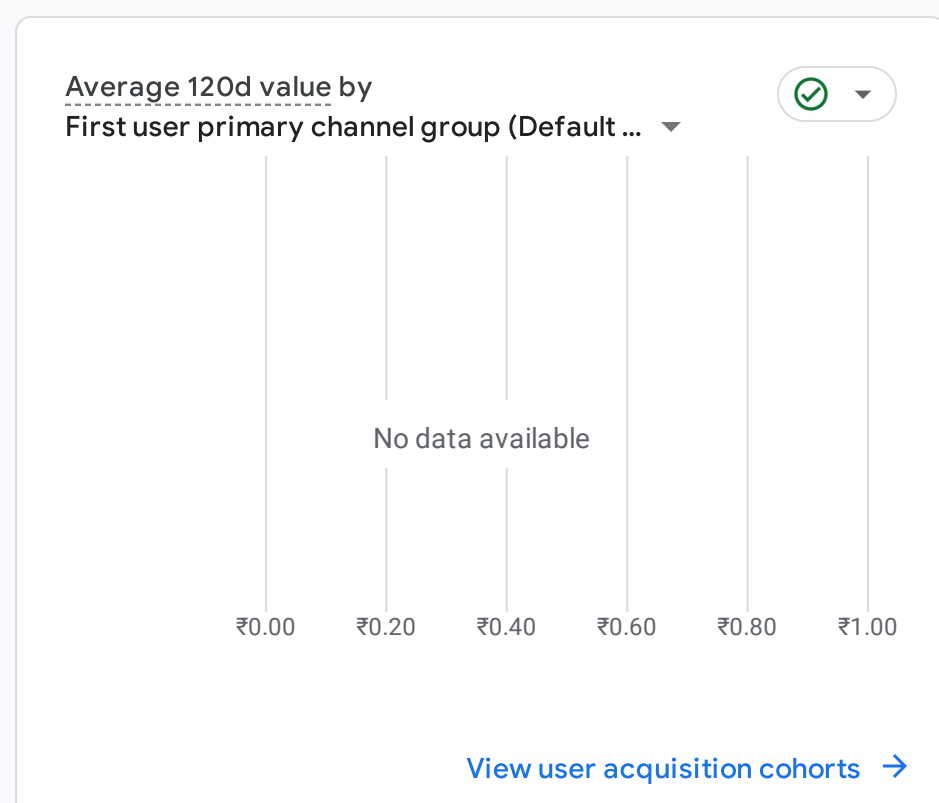 Average 120d value by
First user primary channel group (Default ...
No data available
₹0.00 ₹0.20 ₹0.40 ₹0.60 ₹0.80 ₹1.00
View user acquisition cohorts